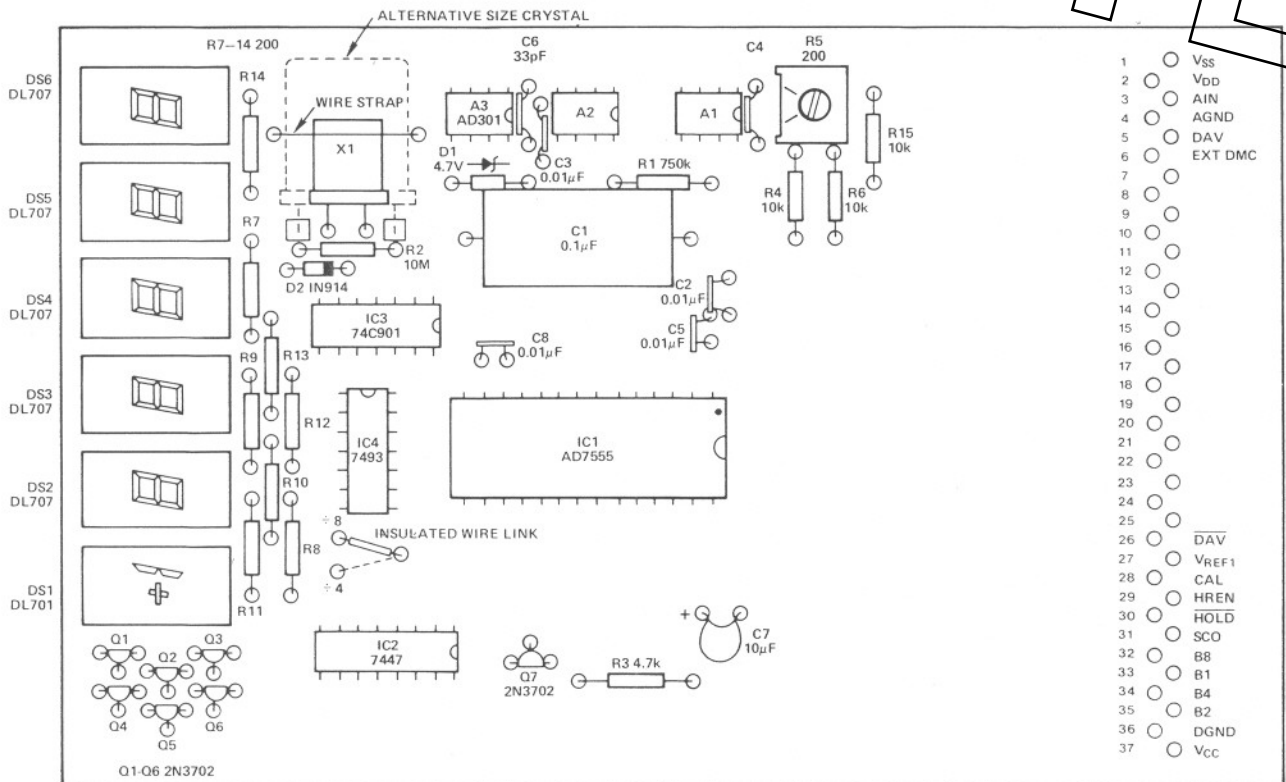 ALTERNATIVE SIZE CRYSTAL
R7–14 200
WIRE STRAP
DS6
DL707
DS5
DL707
DS4
DL707
DS3
DL707
DS2
DL707
DS1
DL701
R14
R7
R9
R13
R12
R10
R8
R11
X1
R2
10M
D2 IN914
D1
4.7V
A3
AD301
C6
33pF
A2
C3
0.01µF
A1
C4
R5
200
R15
10k
R4
10k
R6
10k
R1 750k
C1
0.1µF
C2
0.01µF
C5
0.01µF
C8
0.01µF
IC3
74C901
IC4
7493
IC1
AD7555
÷8
INSULATED WIRE LINK
÷4
IC2
7447
Q7
2N3702
R3 4.7k
+
C7
10µF
Q1
Q2
Q3
Q4
Q5
Q6
Q1-Q6 2N3702
1 VSS
2 VDD
3 AIN
4 AGND
5 DAV
6 EXT DMC
7
8
9
10
11
12
13
14
15
16
17
18
19
20
21
22
23
24
25
26 D̅A̅V̅
27 VREF1
28 CAL
29 HREN
30 H̅O̅L̅D̅
31 SCO
32 B8
33 B1
34 B4
35 B2
36 DGND
37 VCC